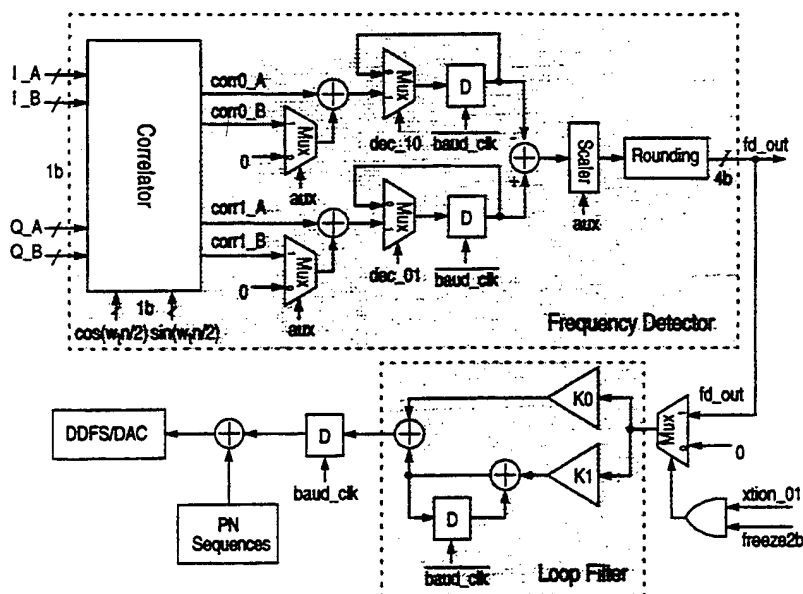 I_A
I_B
1b
Q_A
Q_B
Correlator
1b
cos(wₜn/2) sin(wₜn/2)
corr0_A
corr0_B
0
Mux
aux
corr1_A
corr1_B
0
Mux
aux
Mux
D
dec_10
baud_clk
Mux
D
dec_01
baud_clk
-
+
Scaler
aux
Rounding
4b
fd_out
Frequency Detector
DDFS/DAC
PN
Sequences
D
baud_clk
K0
K1
D
baud_clk
Loop Filter
fd_out
Mux
0
xtion_01
freeze2b